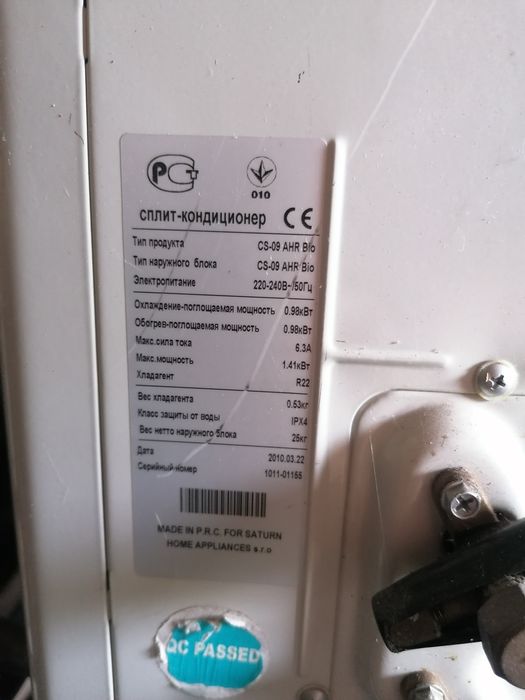 РСТ
010
сплит-кондиционер CE
Тип продукта CS-09 AHR Bio
Тип наружного блока CS-09 AHR Bio
Электропитание 220-240В~/50Гц
Охлаждение-поглощаемая мощность 0.98кВт
Обогрев-поглощаемая мощность 0.98кВт
Макс.сила тока 6.3А
Макс.мощность 1.41кВт
Хладагент R22
Вес хладагента 0.53кг
Класс защиты от воды IPX4
Вес нетто наружного блока 25кг
Дата 2010.03.22
Серийный номер 1011-01155
MADE IN P.R.C. FOR SATURN
HOME APPLIANCES s.r.o
QC PASSED